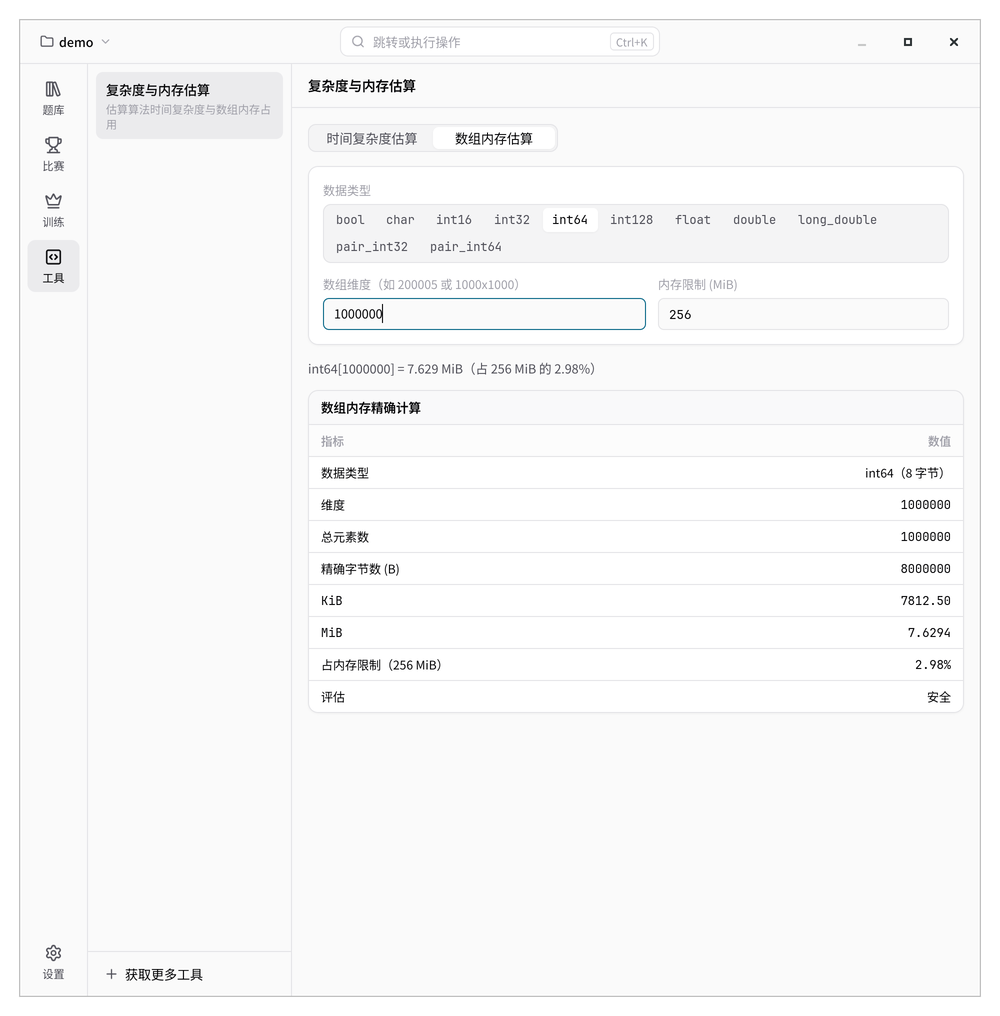 demo
跳转或执行操作
Ctrl+K
题库
比赛
训练
工具
设置
复杂度与内存估算
估算算法时间复杂度与数组内存占
用
获取更多工具
复杂度与内存估算
时间复杂度估算
数组内存估算
数据类型
bool char int16 int32 int64 int128 float double long_double
pair_int32 pair_int64
数组维度（如 200005 或 1000x1000）
内存限制 (MiB)
1000000
256
int64[1000000] = 7.629 MiB（占 256 MiB 的 2.98%）
数组内存精确计算
指标 数值
数据类型 int64（8 字节）
维度 1000000
总元素数 1000000
精确字节数 (B) 8000000
KiB 7812.50
MiB 7.6294
占内存限制（256 MiB） 2.98%
评估 安全